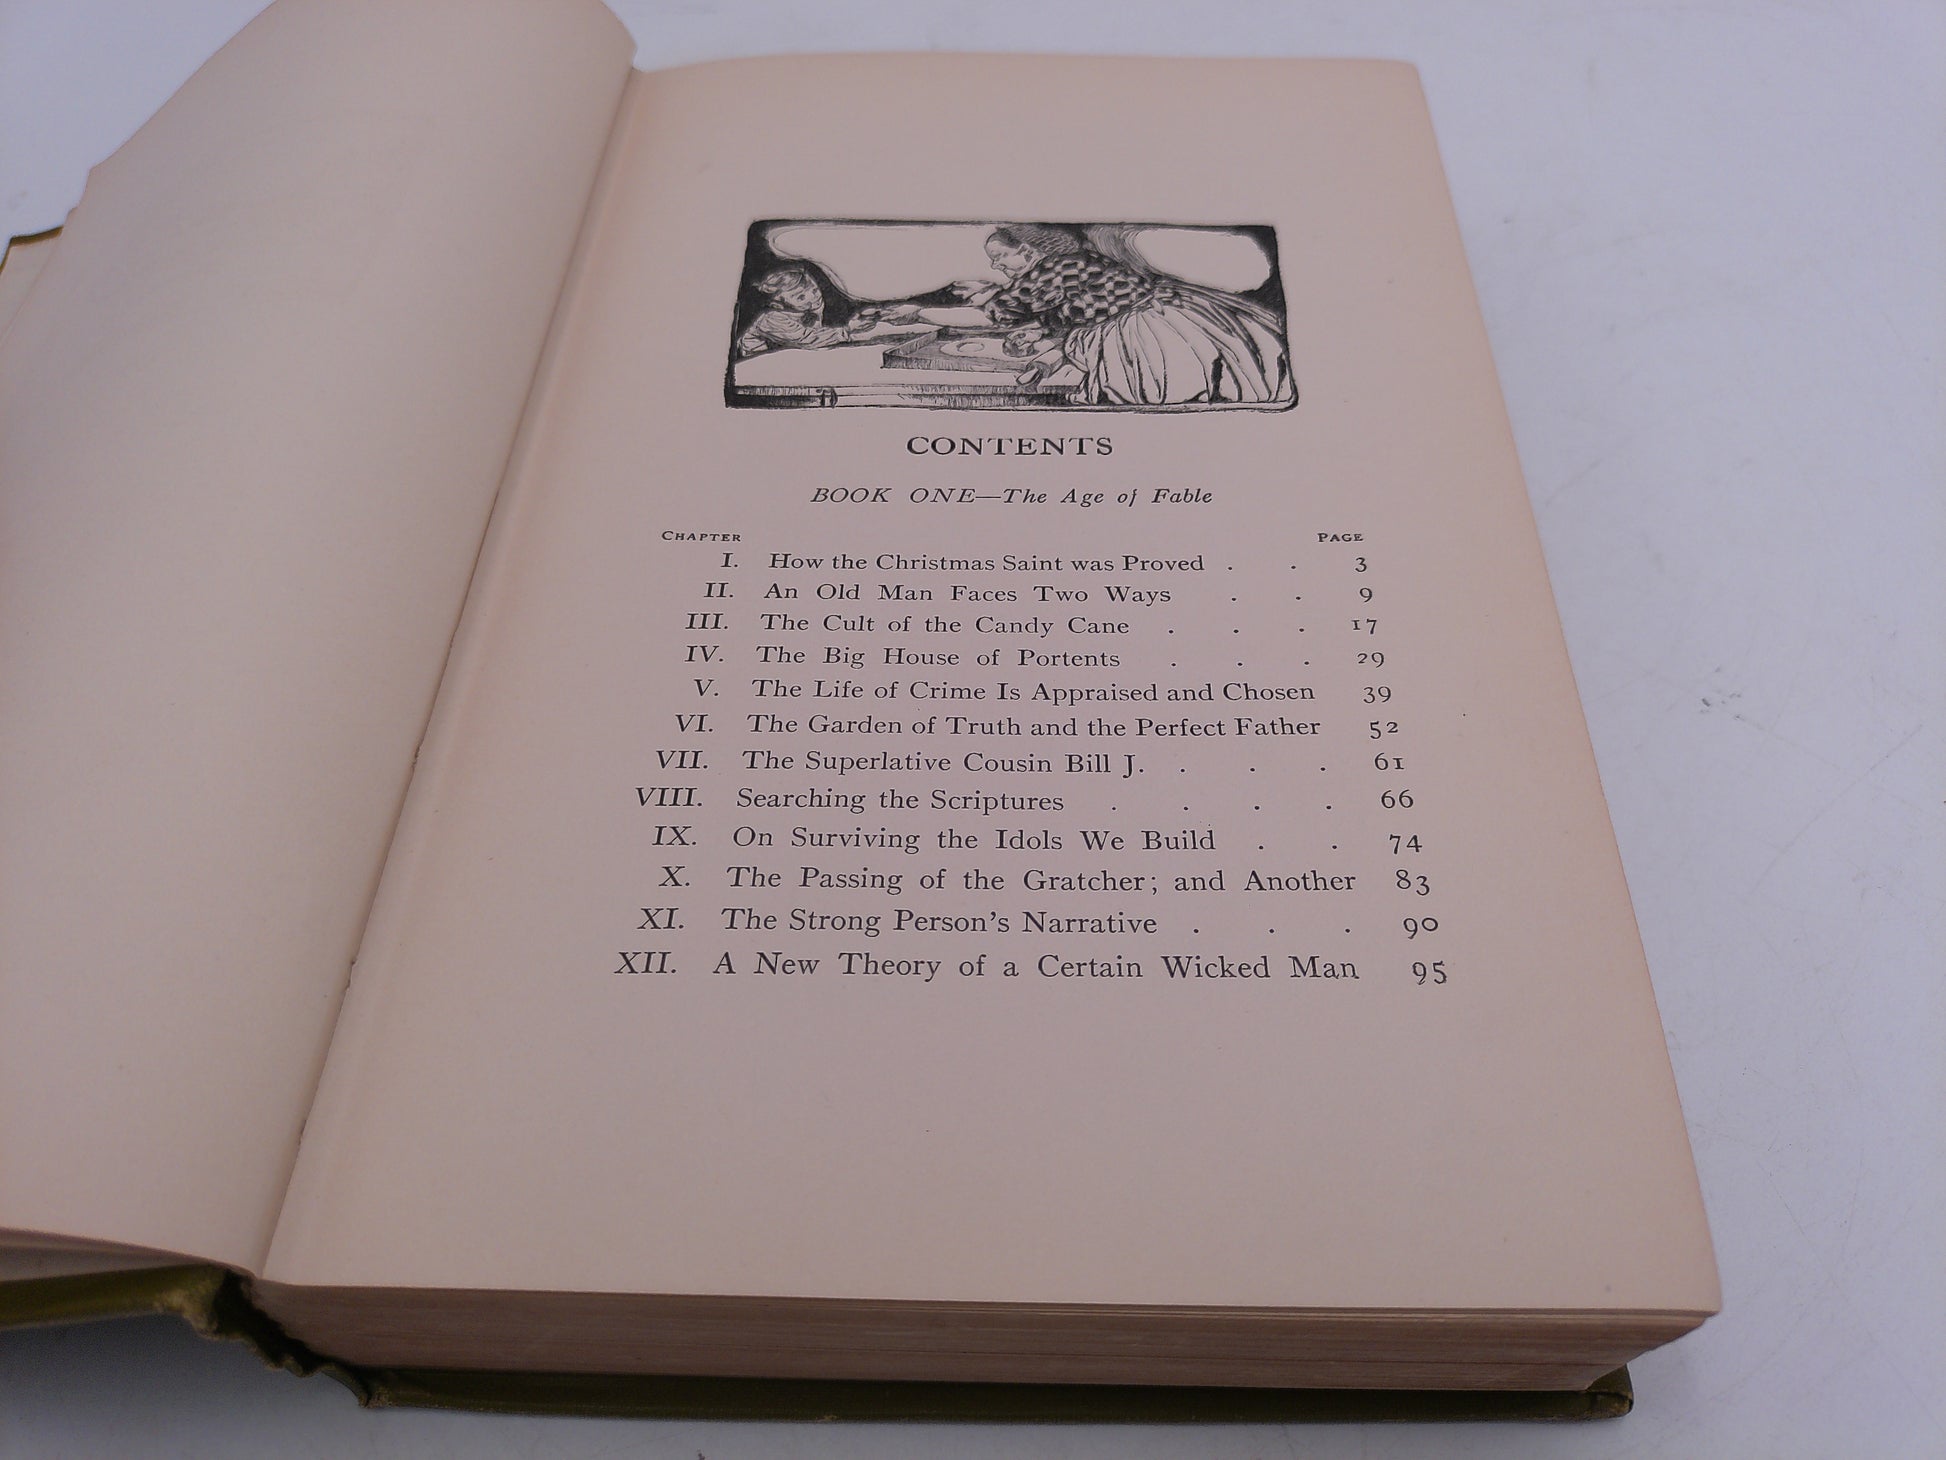 CONTENTS
BOOK ONE—The Age of Fable
CHAPTER PAGE
I. How the Christmas Saint was Proved . . 3
II. An Old Man Faces Two Ways . . 9
III. The Cult of the Candy Cane . . . 17
IV. The Big House of Portents . . . 29
V. The Life of Crime Is Appraised and Chosen 39
VI. The Garden of Truth and the Perfect Father 52
VII. The Superlative Cousin Bill J. . . . 61
VIII. Searching the Scriptures . . . . 66
IX. On Surviving the Idols We Build . . 74
X. The Passing of the Gratcher; and Another 83
XI. The Strong Person's Narrative . . . 90
XII. A New Theory of a Certain Wicked Man 95